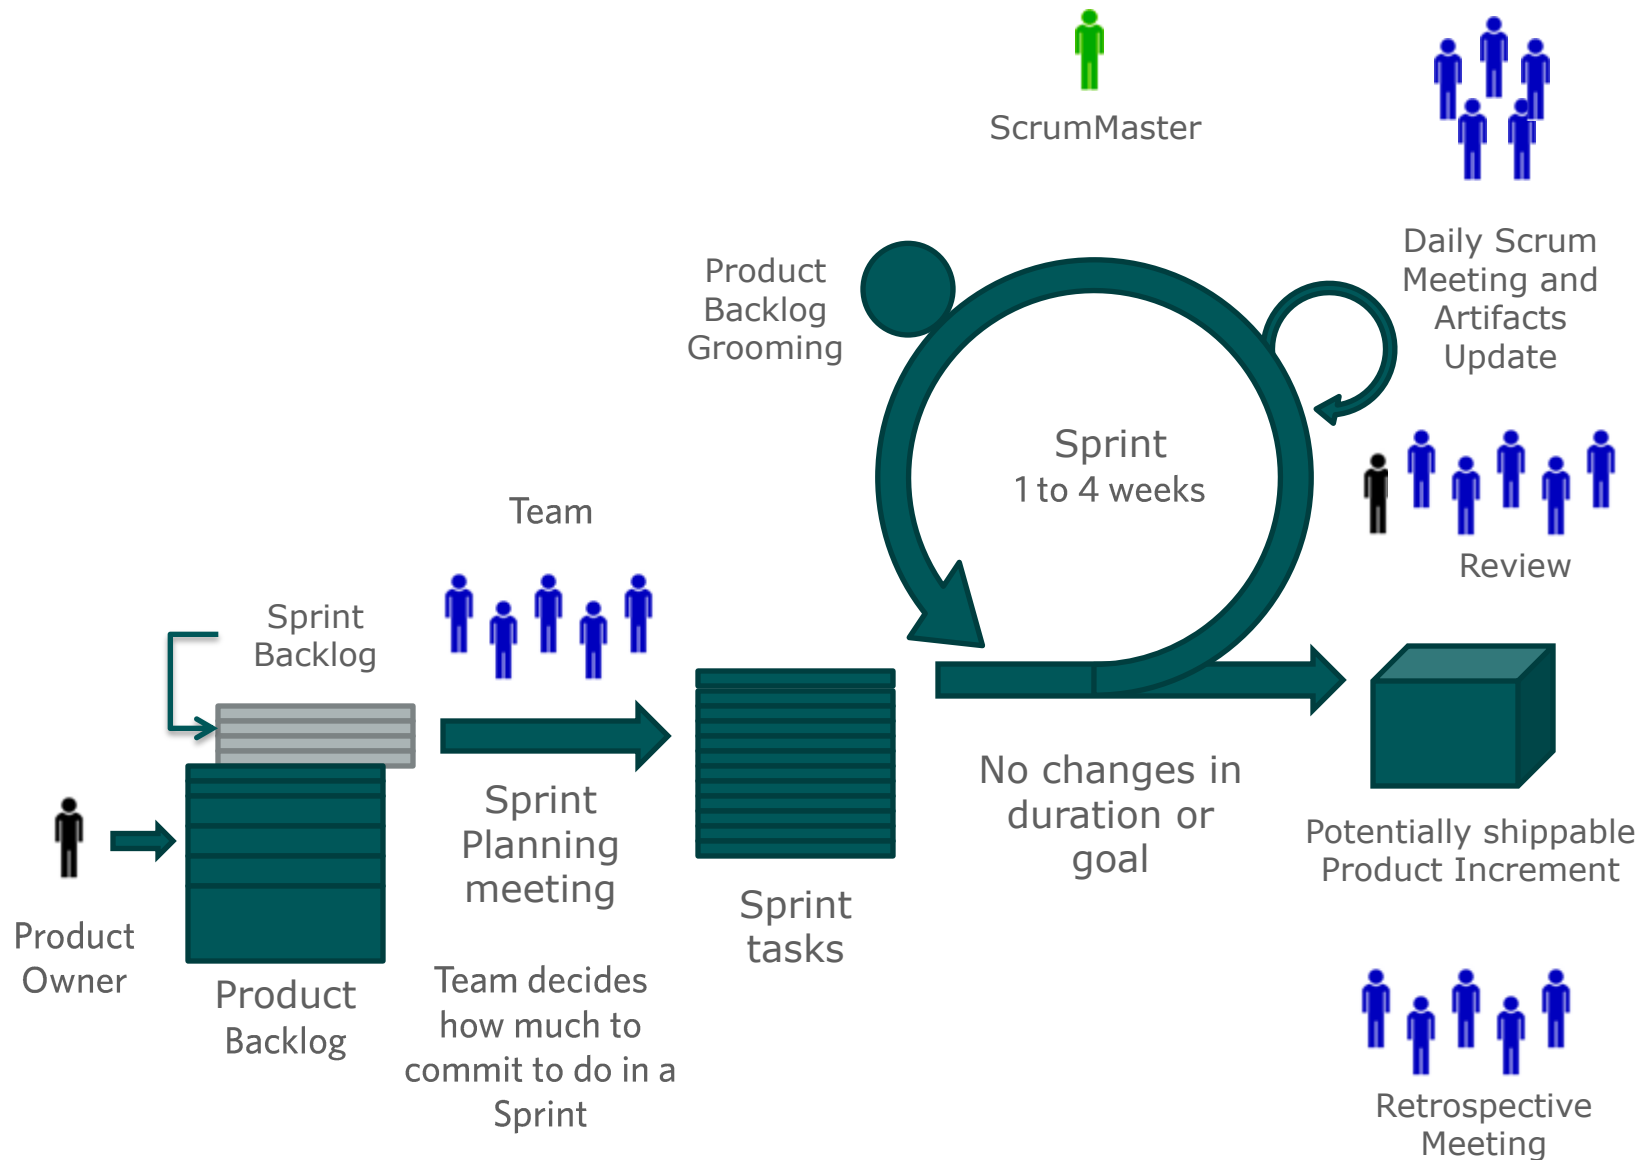 ScrumMaster
Daily Scrum
Meeting and
Artifacts
Update
Product
Backlog
Grooming
Sprint
1 to 4 weeks
Review
Team
Sprint
Backlog
Sprint
Planning
meeting
No changes in
duration or
goal
Potentially shippable
Product Increment
Sprint
tasks
Product
Owner
Product
Backlog
Team decides
how much to
commit to do in a
Sprint
Retrospective
Meeting